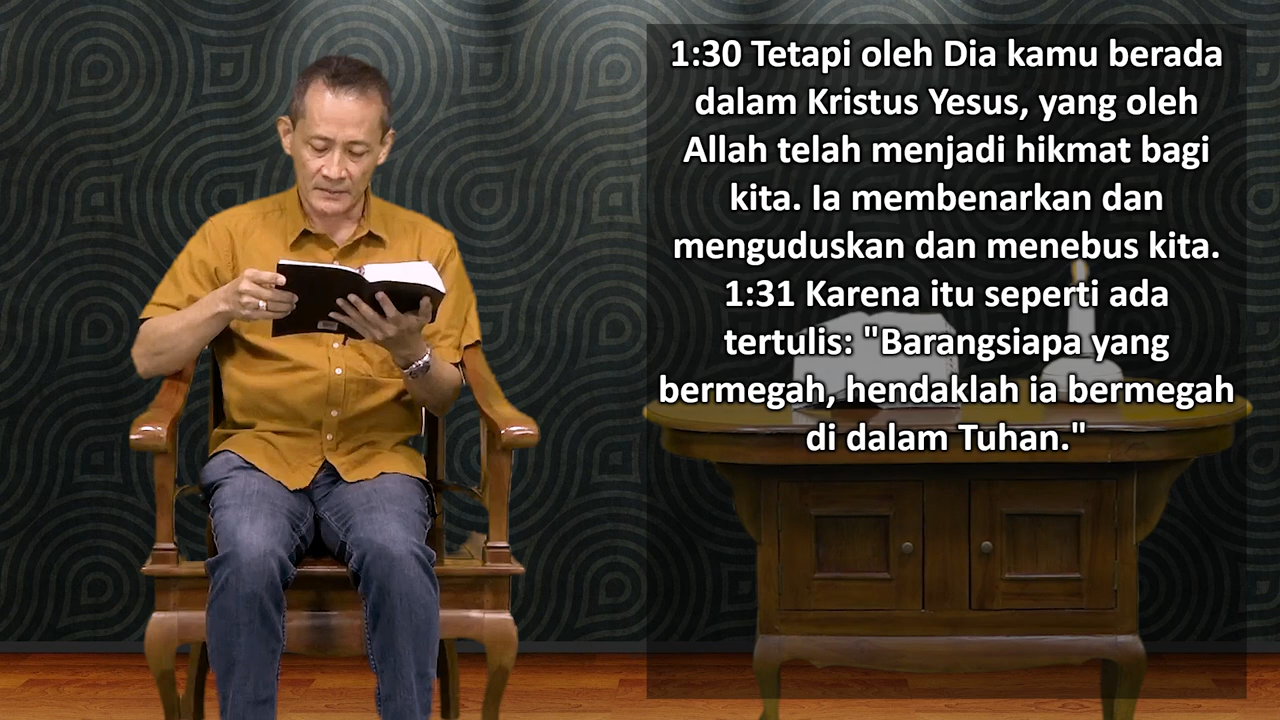 1:30 Tetapi oleh Dia kamu berada
dalam Kristus Yesus, yang oleh
Allah telah menjadi hikmat bagi
kita. Ia membenarkan dan
menguduskan dan menebus kita.
1:31 Karena itu seperti ada
tertulis: "Barangsiapa yang
bermegah, hendaklah ia bermegah
di dalam Tuhan."